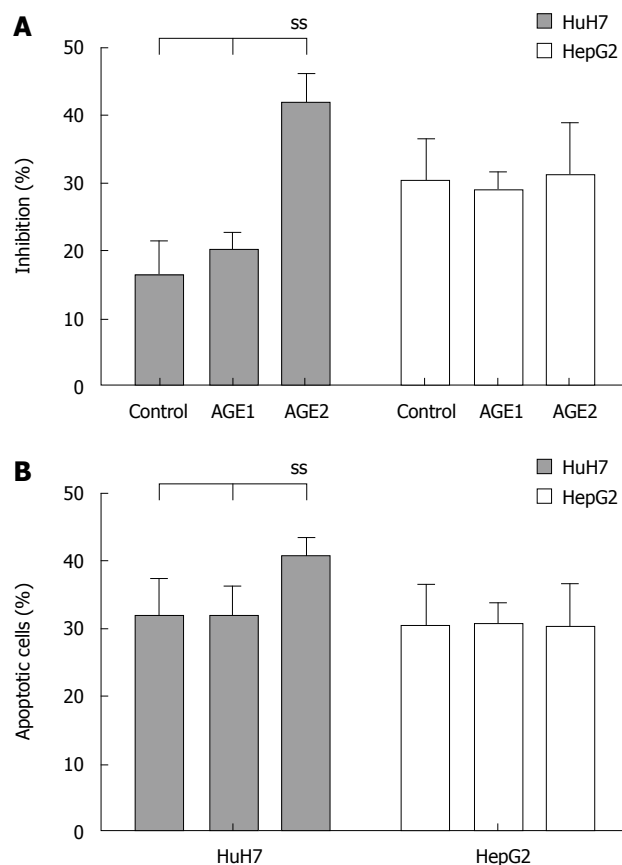 A
ss
HuH7
HepG2
50
40
30
20
10
0
Inhibition (%)
Control AGE1 AGE2 Control AGE1 AGE2
B
ss
HuH7
HepG2
50
40
30
20
10
0
Apoptotic cells (%)
HuH7 HepG2